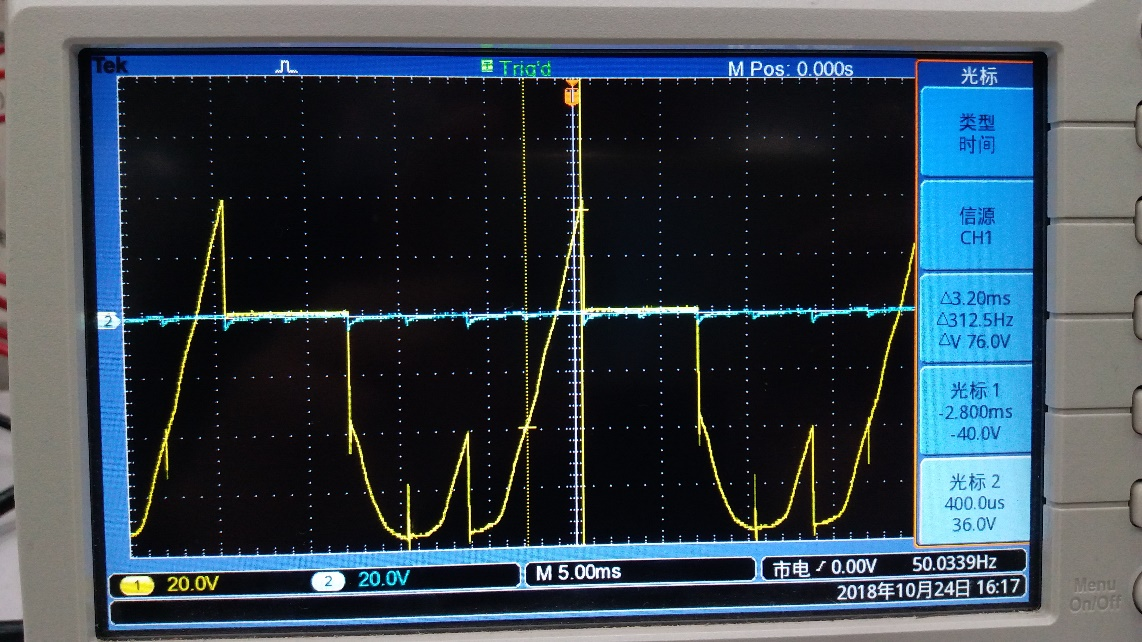 Tek
Trig'd
M Pos: 0.000s
光标
类型
时间
信源
CH1
△3.20ms
△312.5Hz
△V 76.0V
光标 1
-2.800ms
-40.0V
光标 2
400.0us
36.0V
2
1 20.0V
2 20.0V
M 5.00ms
市电 0.00V
50.0339Hz
2018年10月24日 16:17
Menu
On/Off